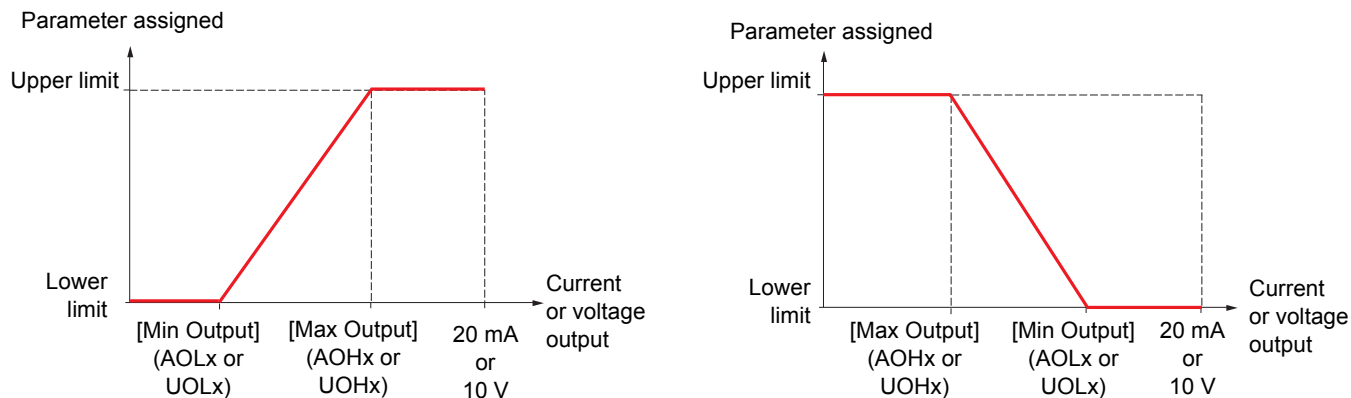 Parameter assigned
Upper limit
Lower
limit
[Min Output]
(AOLx or
UOLx)
[Max Output]
(AOHx or
UOHx)
20 mA
or
10 V
Current
or voltage
output
Parameter assigned
Upper limit
Lower
limit
[Max Output]
(AOHx or
UOHx)
[Min Output]
(AOLx or
UOLx)
20 mA
or
10 V
Current
or voltage
output